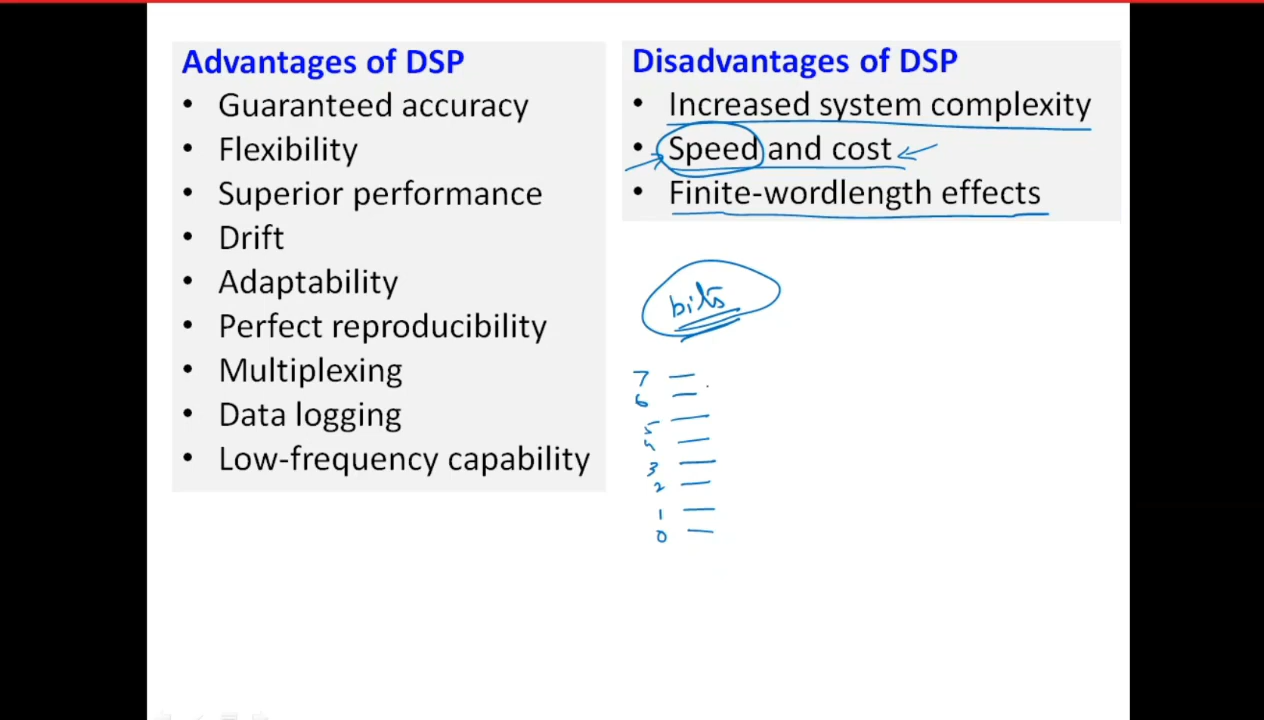 Advantages of DSP
• Guaranteed accuracy
• Flexibility
• Superior performance
• Drift
• Adaptability
• Perfect reproducibility
• Multiplexing
• Data logging
• Low-frequency capability
Disadvantages of DSP
• Increased system complexity
• Speed and cost
• Finite-wordlength effects
bits
7
6
5
4
3
2
1
0